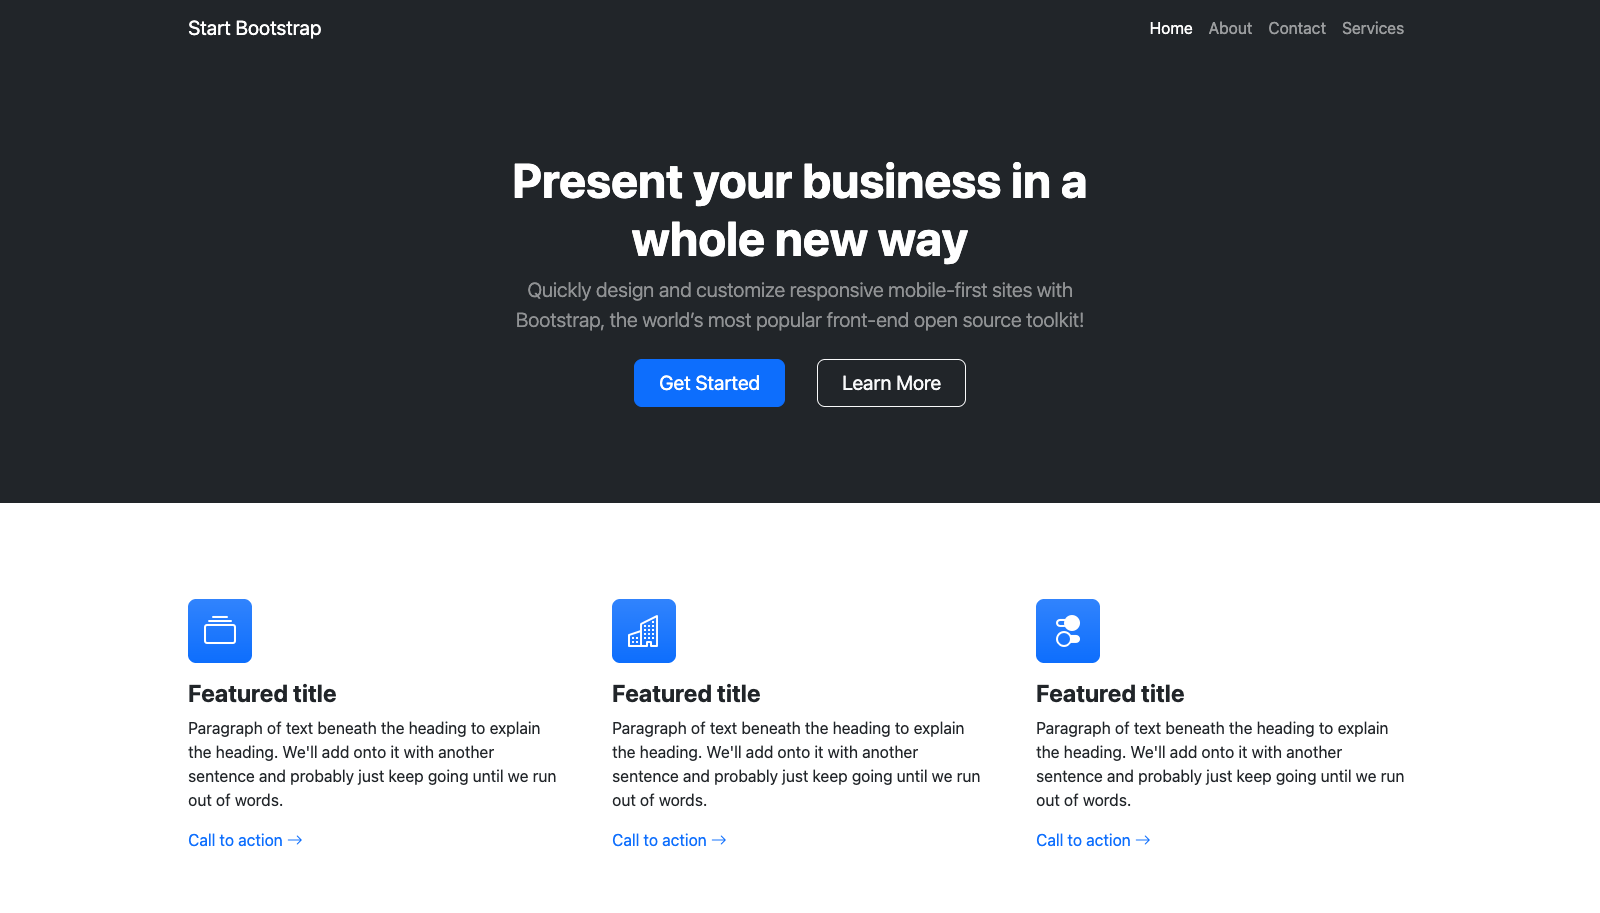 Start Bootstrap
Home About Contact Services
Present your business in a
whole new way
Quickly design and customize responsive mobile-first sites with
Bootstrap, the world’s most popular front-end open source toolkit!
Get Started Learn More
Featured title
Paragraph of text beneath the heading to explain
the heading. We'll add onto it with another
sentence and probably just keep going until we run
out of words.
Call to action →
Featured title
Paragraph of text beneath the heading to explain
the heading. We'll add onto it with another
sentence and probably just keep going until we run
out of words.
Call to action →
Featured title
Paragraph of text beneath the heading to explain
the heading. We'll add onto it with another
sentence and probably just keep going until we run
out of words.
Call to action →